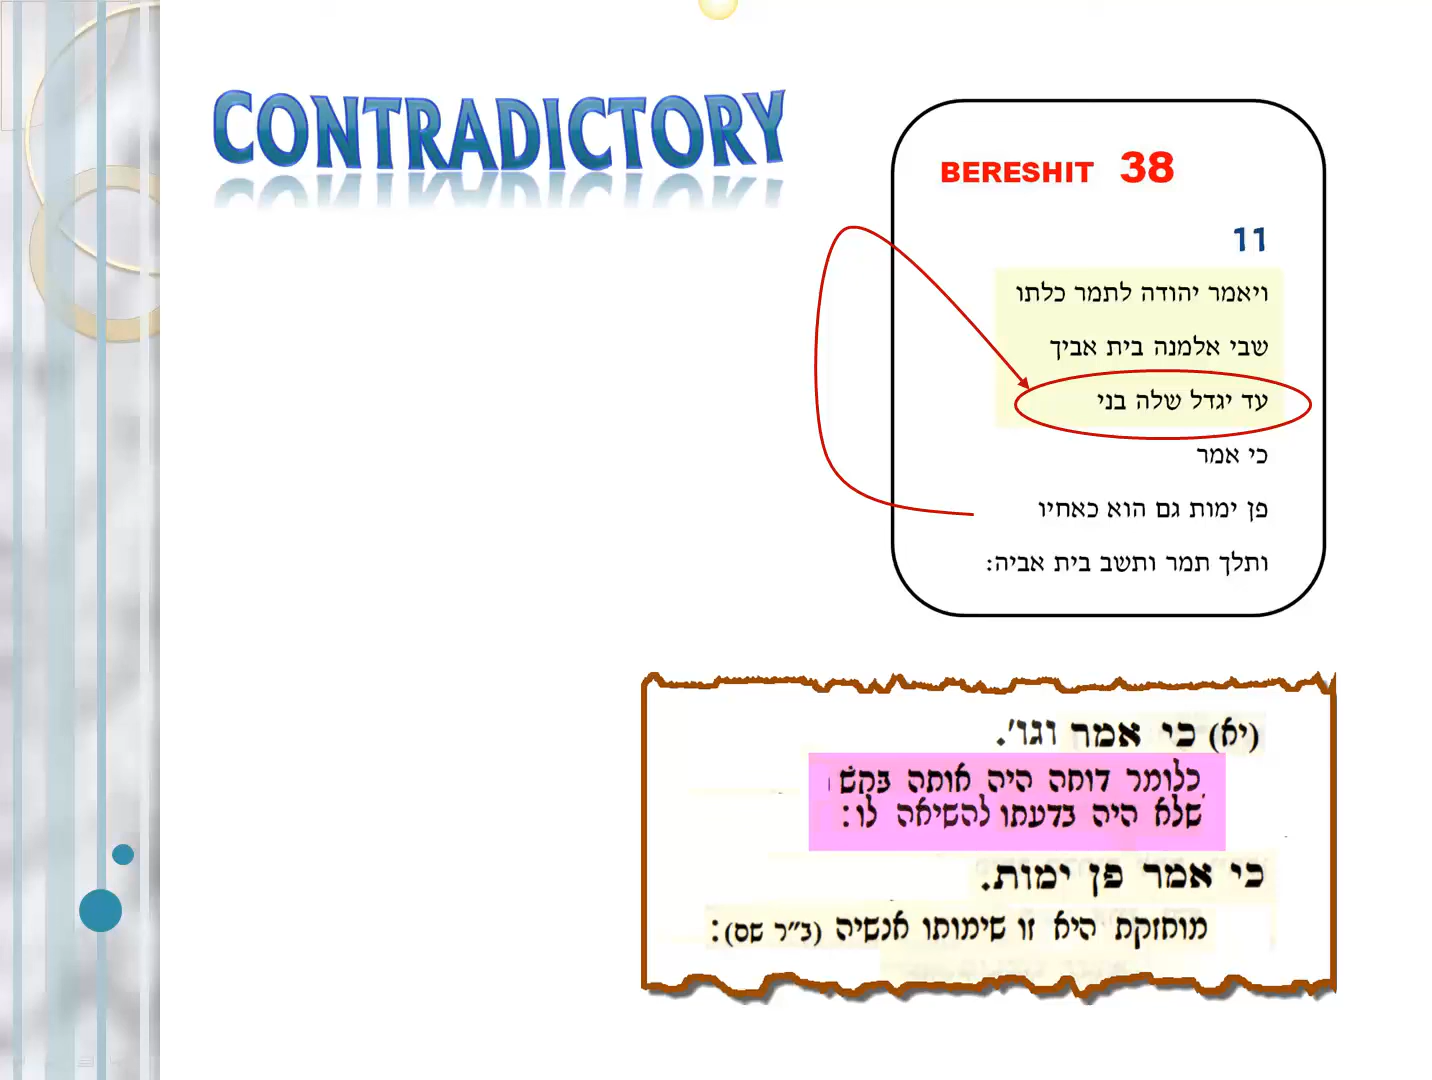 CONTRADICTORY
BERESHIT 38
11
ויאמר יהודה לתמר כלתו
שבי אלמנה בית אביך
עד יגדל שלה בני
כי אמר
פן ימות גם הוא כאחיו
ותלך תמר ותשב בית אביה:
(יא) כי אמר וגו'.
כלומר דוחה היה אותה בקש
שלא היה בדעתו להשיאה לו:
כי אמר פן ימות.
מוחזקת היא זו שימותו אנשיה (ב"ר שם):